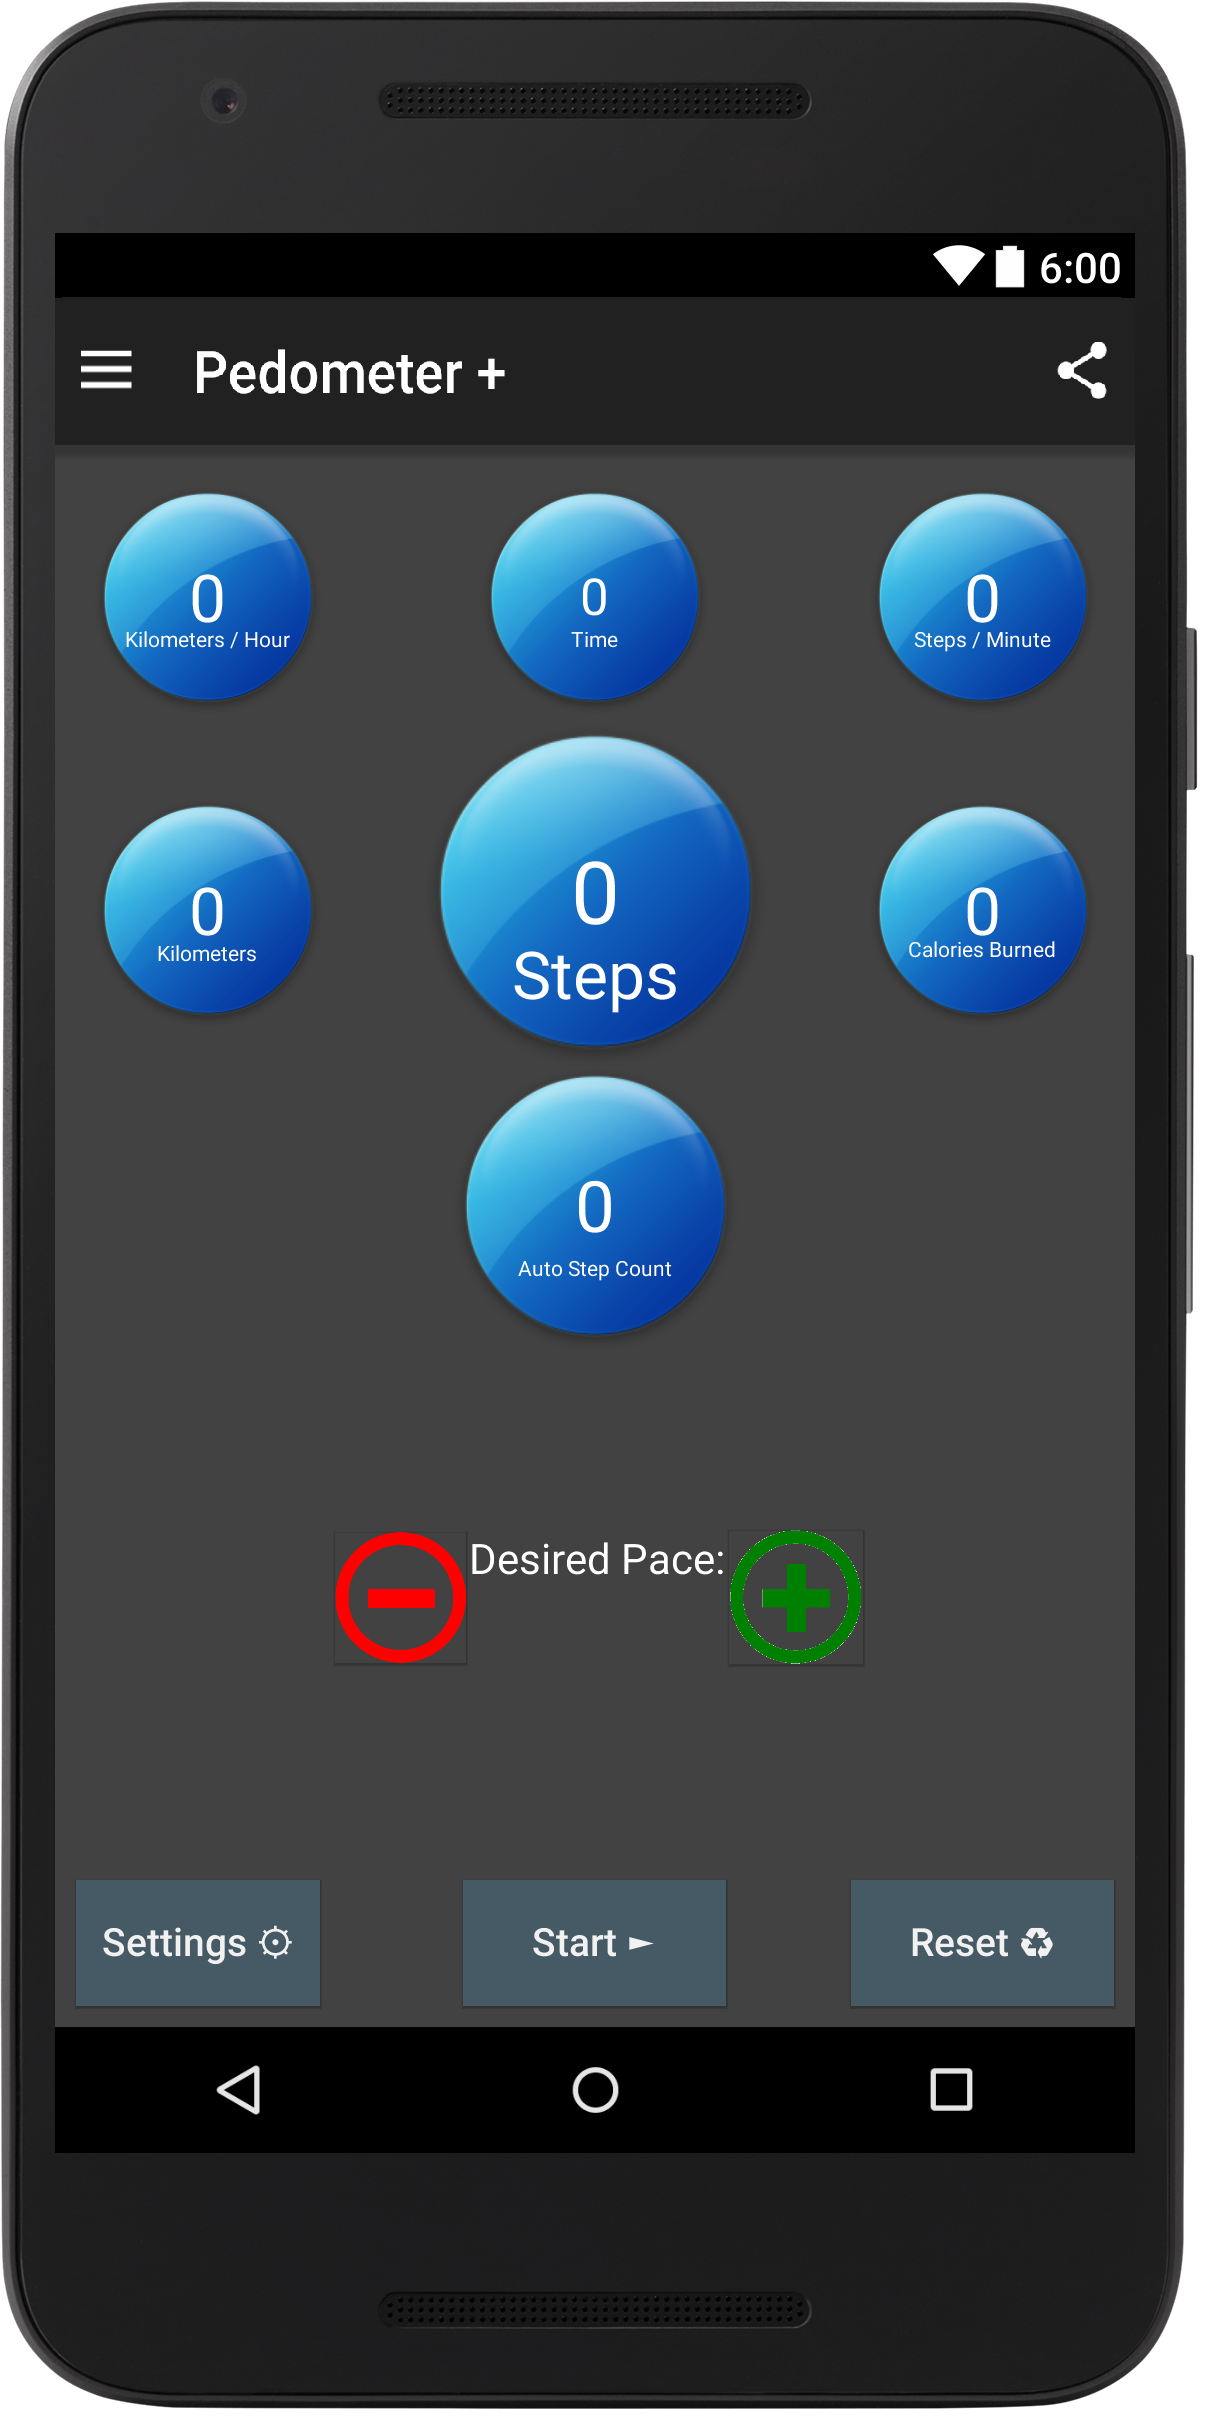 6:00
Pedometer +
0
Kilometers / Hour
0
Time
0
Steps / Minute
0
Kilometers
0
Steps
0
Calories Burned
0
Auto Step Count
Desired Pace:
Settings
Start ►
Reset ♻